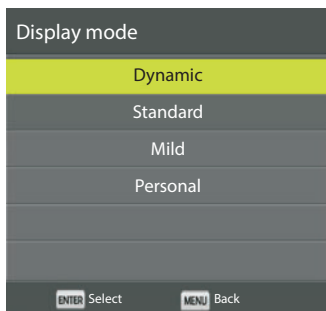 Display mode
Dynamic
Standard
Mild
Personal
ENTER Select MENU Back